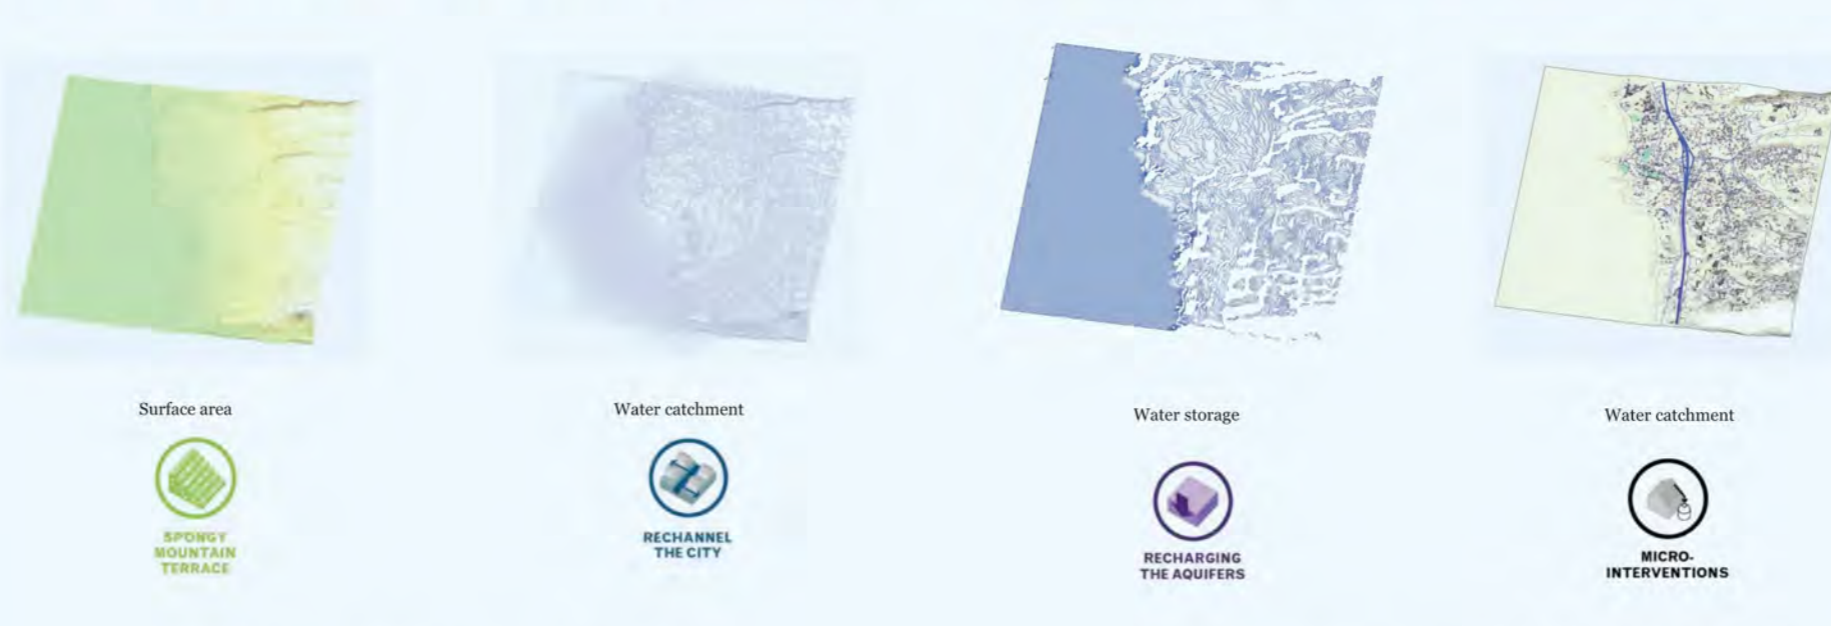 Surface area
SPONGY
MOUNTAIN
TERRACE
Water catchment
RECHANNEL
THE CITY
Water storage
RECHARGING
THE AQUIFERS
Water catchment
MICRO-
INTERVENTIONS